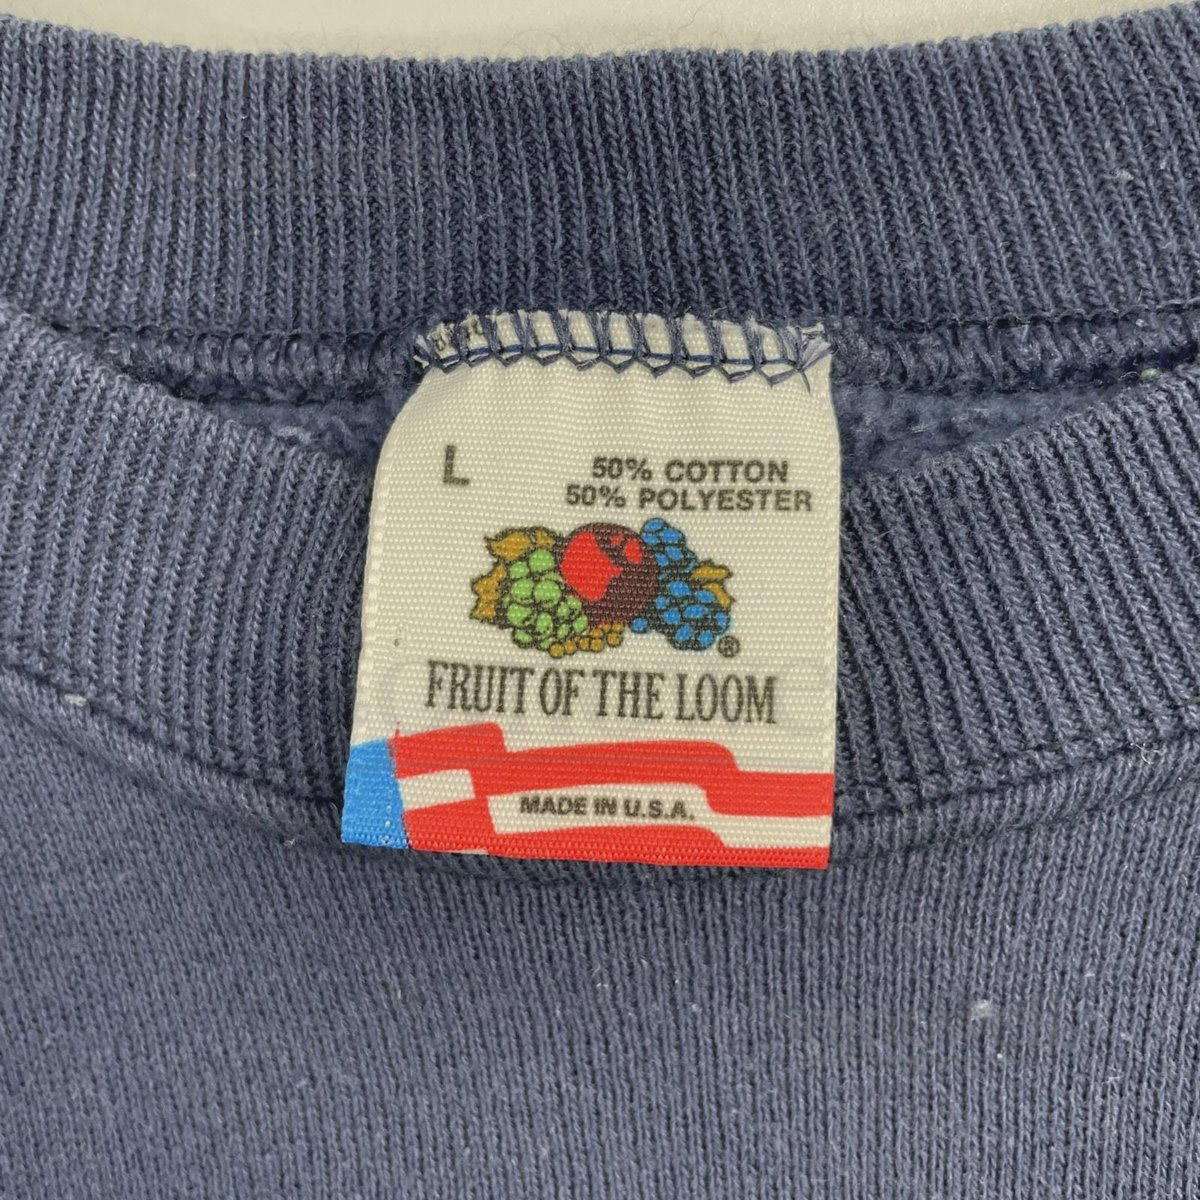 L
50% COTTON
50% POLYESTER
®
FRUIT OF THE LOOM
MADE IN U.S.A.